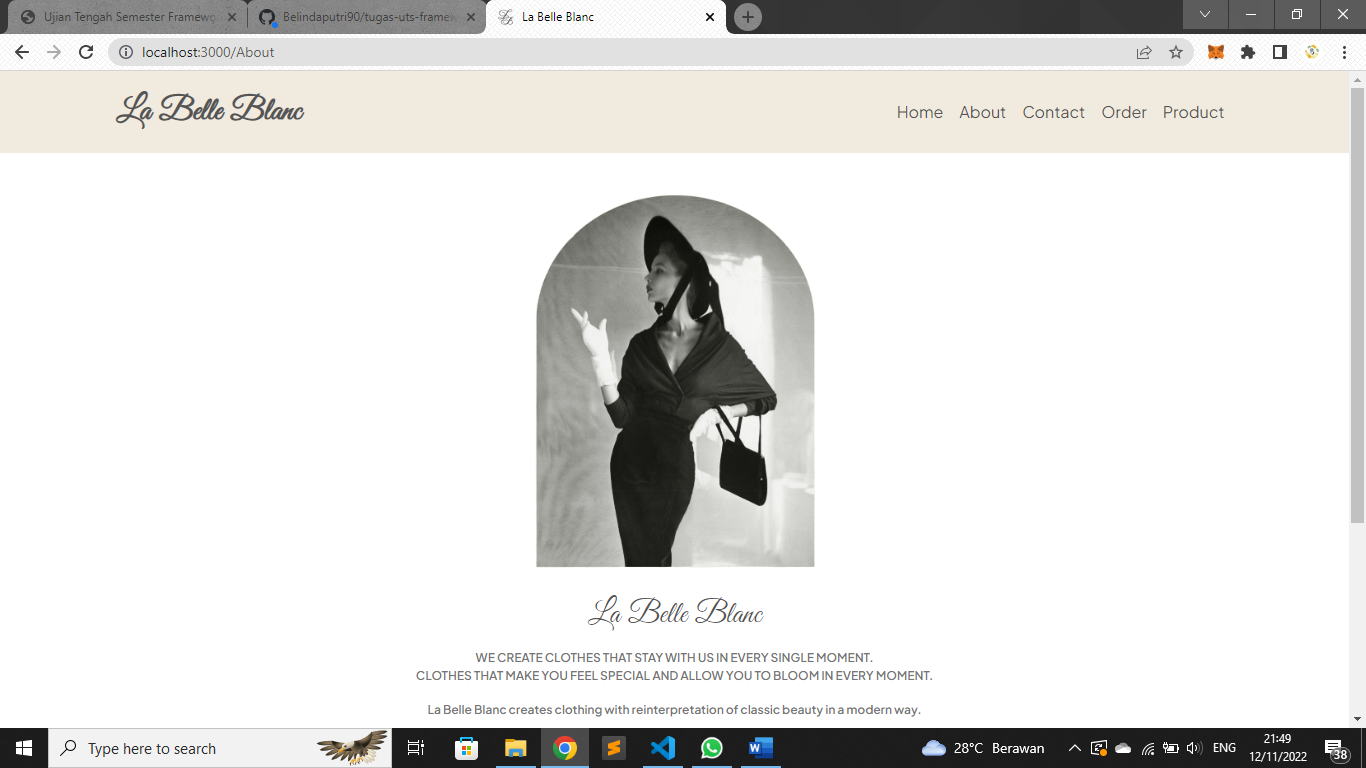 Ujian Tengah Semester Framewo
Belindaputri90/tugas-uts-framew
La Belle Blanc
localhost:3000/About
La Belle Blanc
Home About Contact Order Product
La Belle Blanc
WE CREATE CLOTHES THAT STAY WITH US IN EVERY SINGLE MOMENT.
CLOTHES THAT MAKE YOU FEEL SPECIAL AND ALLOW YOU TO BLOOM IN EVERY MOMENT.
La Belle Blanc creates clothing with reinterpretation of classic beauty in a modern way.
Type here to search
28°C Berawan
ENG
21:49
12/11/2022
38